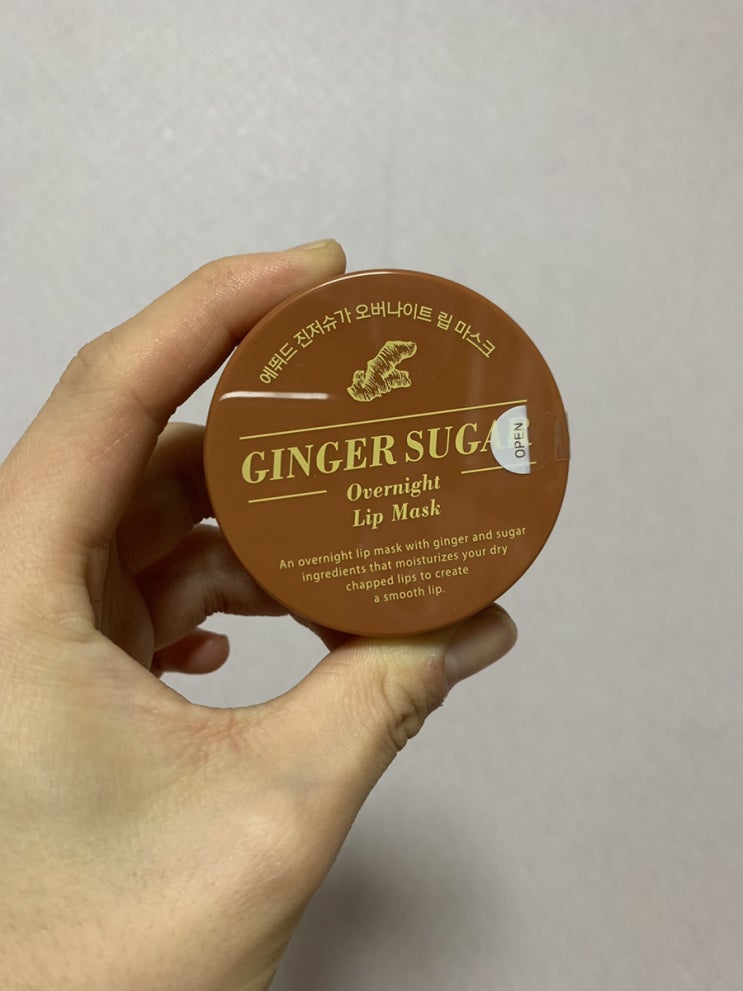 에뛰드 진저슈가 오버나이트 립 마스크
GINGER SUGAR
OPEN
Overnight
Lip Mask
An overnight lip mask with ginger and sugar
ingredients that moisturizes your dry
chapped lips to create
a smooth lip.